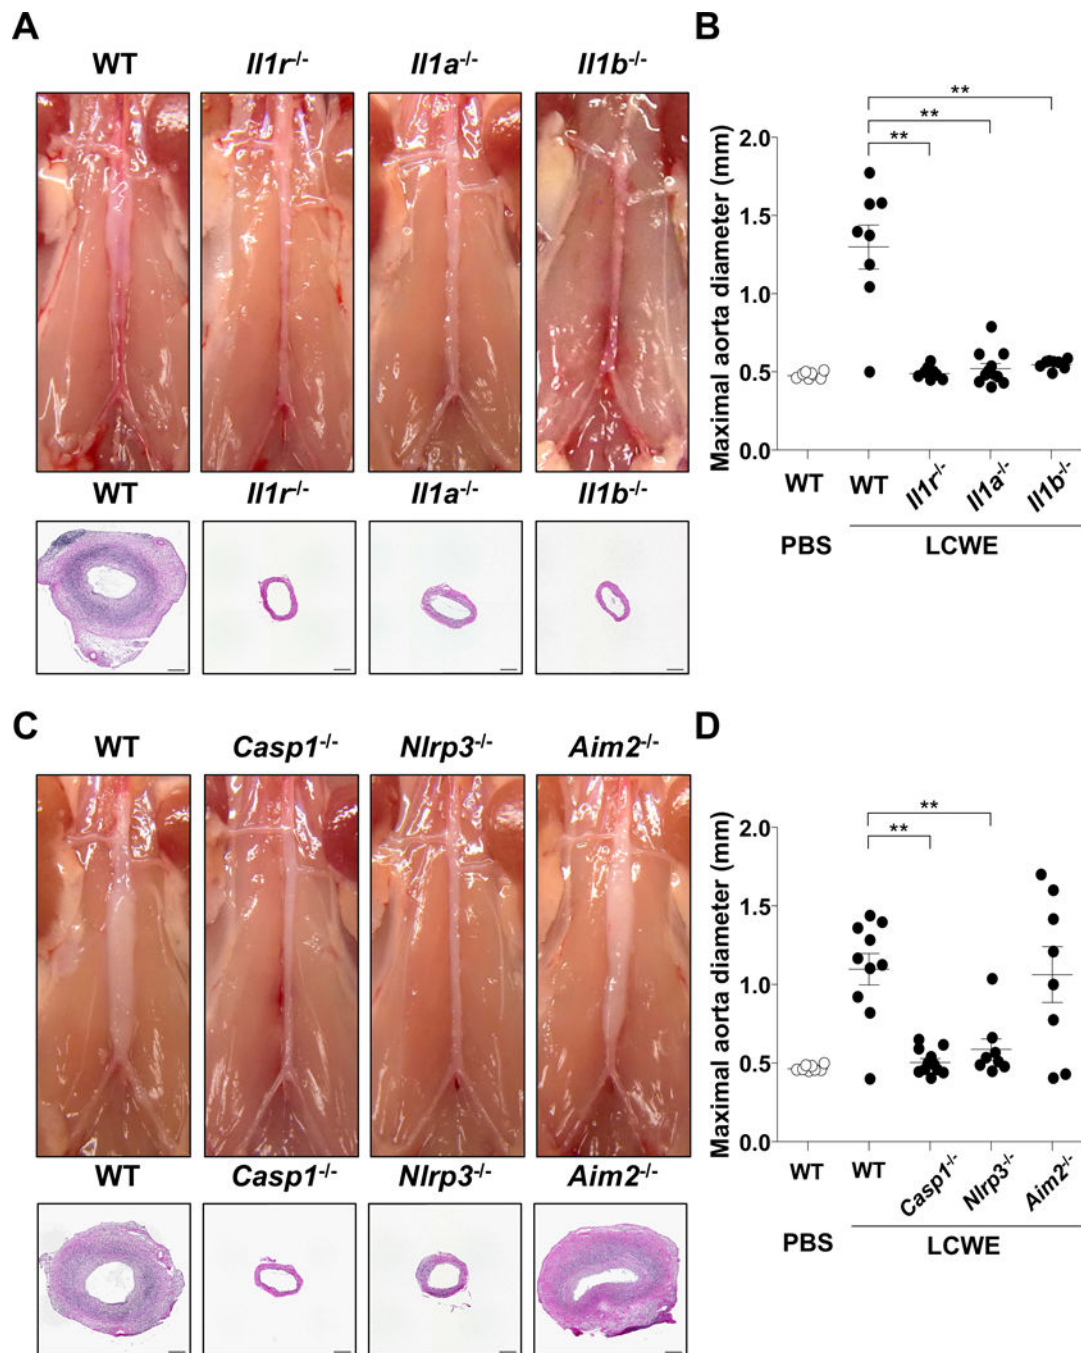 A
WT Il1r-/- Il1a-/- Il1b-/-
WT Il1r-/- Il1a-/- Il1b-/-
B
** ** **
Maximal aorta diameter (mm)
2.0
1.5
1.0
0.5
0.0
WT WT Il1r-/- Il1a-/- Il1b-/-
PBS LCWE
C
WT Casp1-/- Nlrp3-/- Aim2-/-
WT Casp1-/- Nlrp3-/- Aim2-/-
D
** **
Maximal aorta diameter (mm)
2.0
1.5
1.0
0.5
0.0
WT WT Casp1-/- Nlrp3-/- Aim2-/-
PBS LCWE